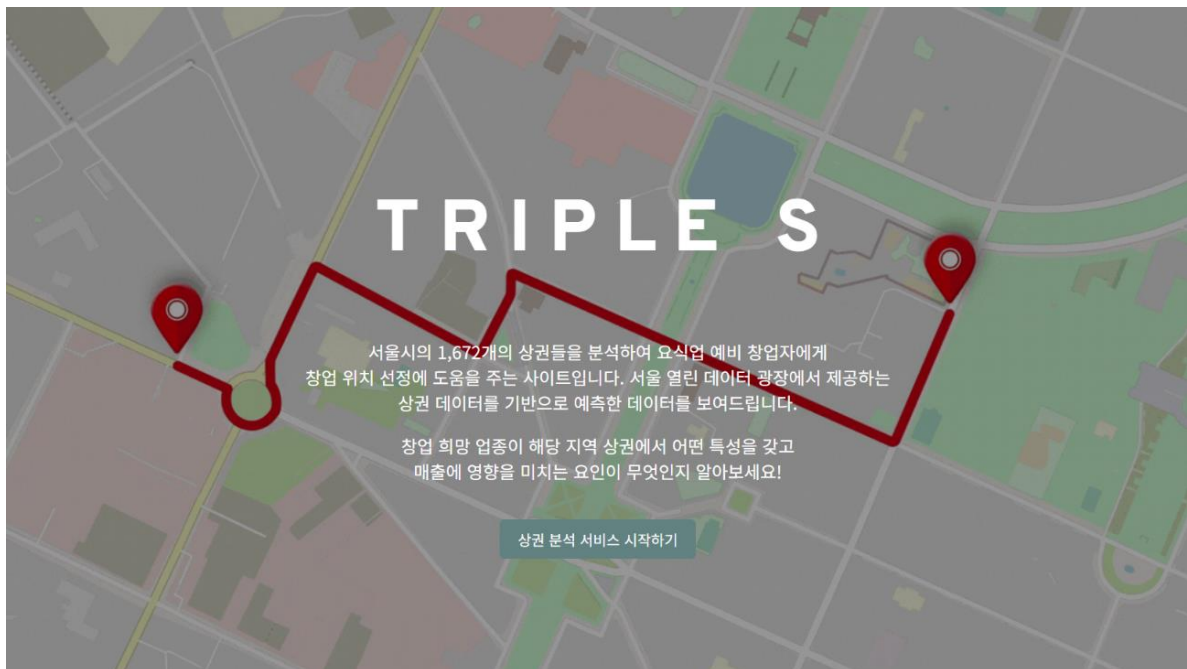 TRIPLE S
서울시의 1,672개의 상권들을 분석하여 요식업 예비 창업자에게
창업 위치 선정에 도움을 주는 사이트입니다. 서울 열린 데이터 광장에서 제공하는
상권 데이터를 기반으로 예측한 데이터를 보여드립니다.
창업 희망 업종이 해당 지역 상권에서 어떤 특성을 갖고
매출에 영향을 미치는 요인이 무엇인지 알아보세요!
상권 분석 서비스 시작하기